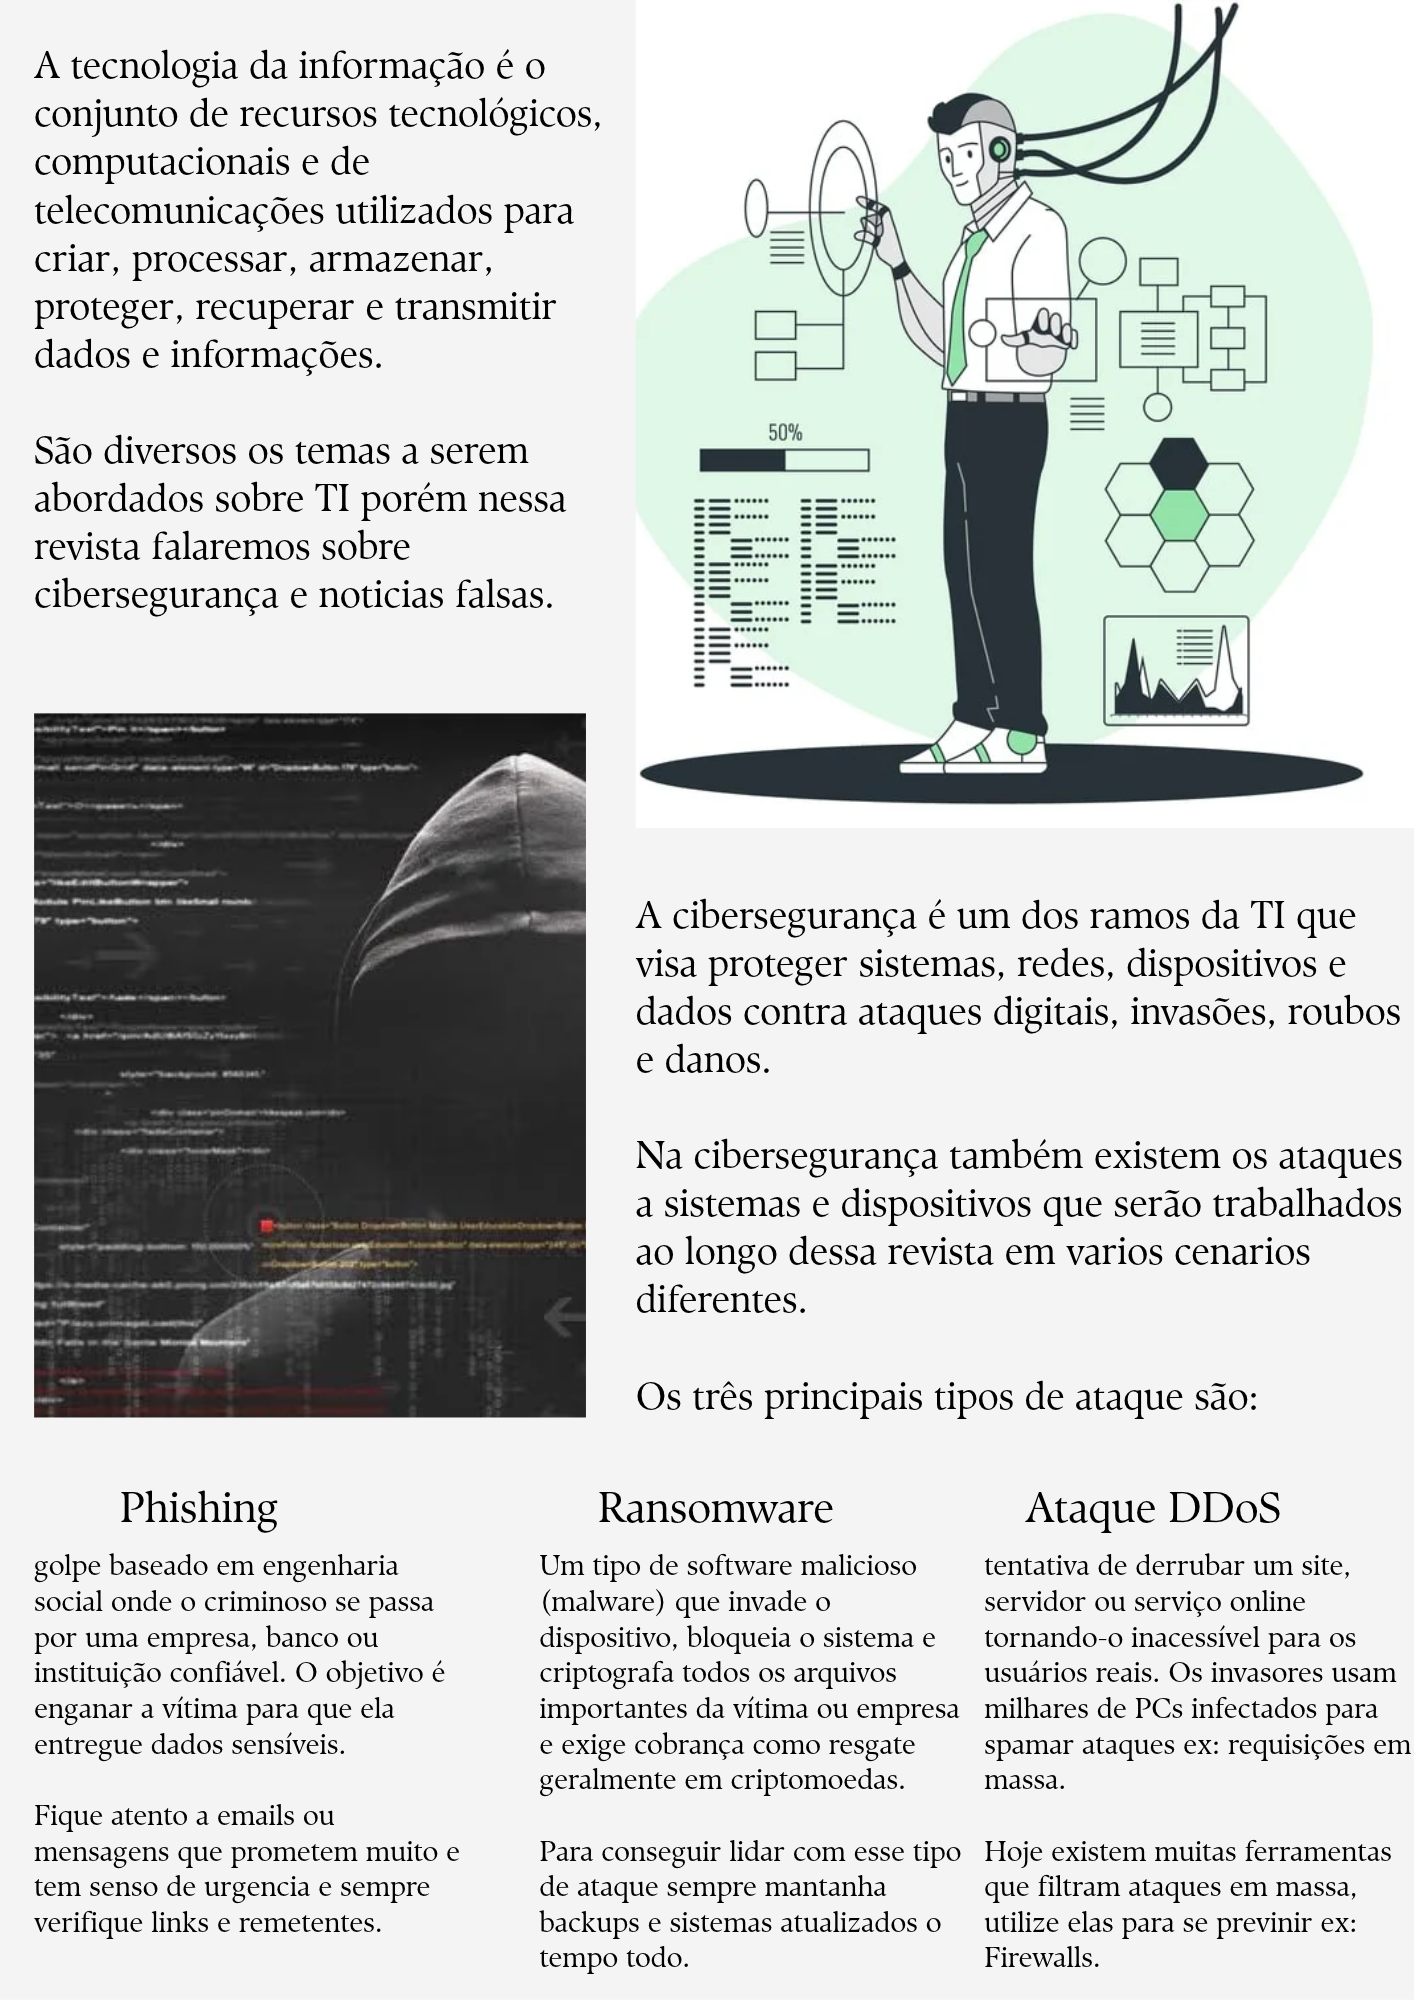 A tecnologia da informação é o
conjunto de recursos tecnológicos,
computacionais e de
telecomunicações utilizados para
criar, processar, armazenar,
proteger, recuperar e transmitir
dados e informações.
São diversos os temas a serem
abordados sobre TI porém nessa
revista falaremos sobre
cibersegurança e noticias falsas.
50%
A cibersegurança é um dos ramos da TI que
visa proteger sistemas, redes, dispositivos e
dados contra ataques digitais, invasões, roubos
e danos.
Na cibersegurança também existem os ataques
a sistemas e dispositivos que serão trabalhados
ao longo dessa revista em varios cenarios
diferentes.
Os três principais tipos de ataque são:
Phishing
golpe baseado em engenharia
social onde o criminoso se passa
por uma empresa, banco ou
instituição confiável. O objetivo é
enganar a vítima para que ela
entregue dados sensíveis.
Fique atento a emails ou
mensagens que prometem muito e
tem senso de urgencia e sempre
verifique links e remetentes.
Ransomware
Um tipo de software malicioso
(malware) que invade o
dispositivo, bloqueia o sistema e
criptografa todos os arquivos
importantes da vítima ou empresa
e exige cobrança como resgate
geralmente em criptomoedas.
Para conseguir lidar com esse tipo
de ataque sempre mantanha
backups e sistemas atualizados o
tempo todo.
Ataque DDoS
tentativa de derrubar um site,
servidor ou serviço online
tornando-o inacessível para os
usuários reais. Os invasores usam
milhares de PCs infectados para
spamar ataques ex: requisições em
massa.
Hoje existem muitas ferramentas
que filtram ataques em massa,
utilize elas para se previnir ex:
Firewalls.